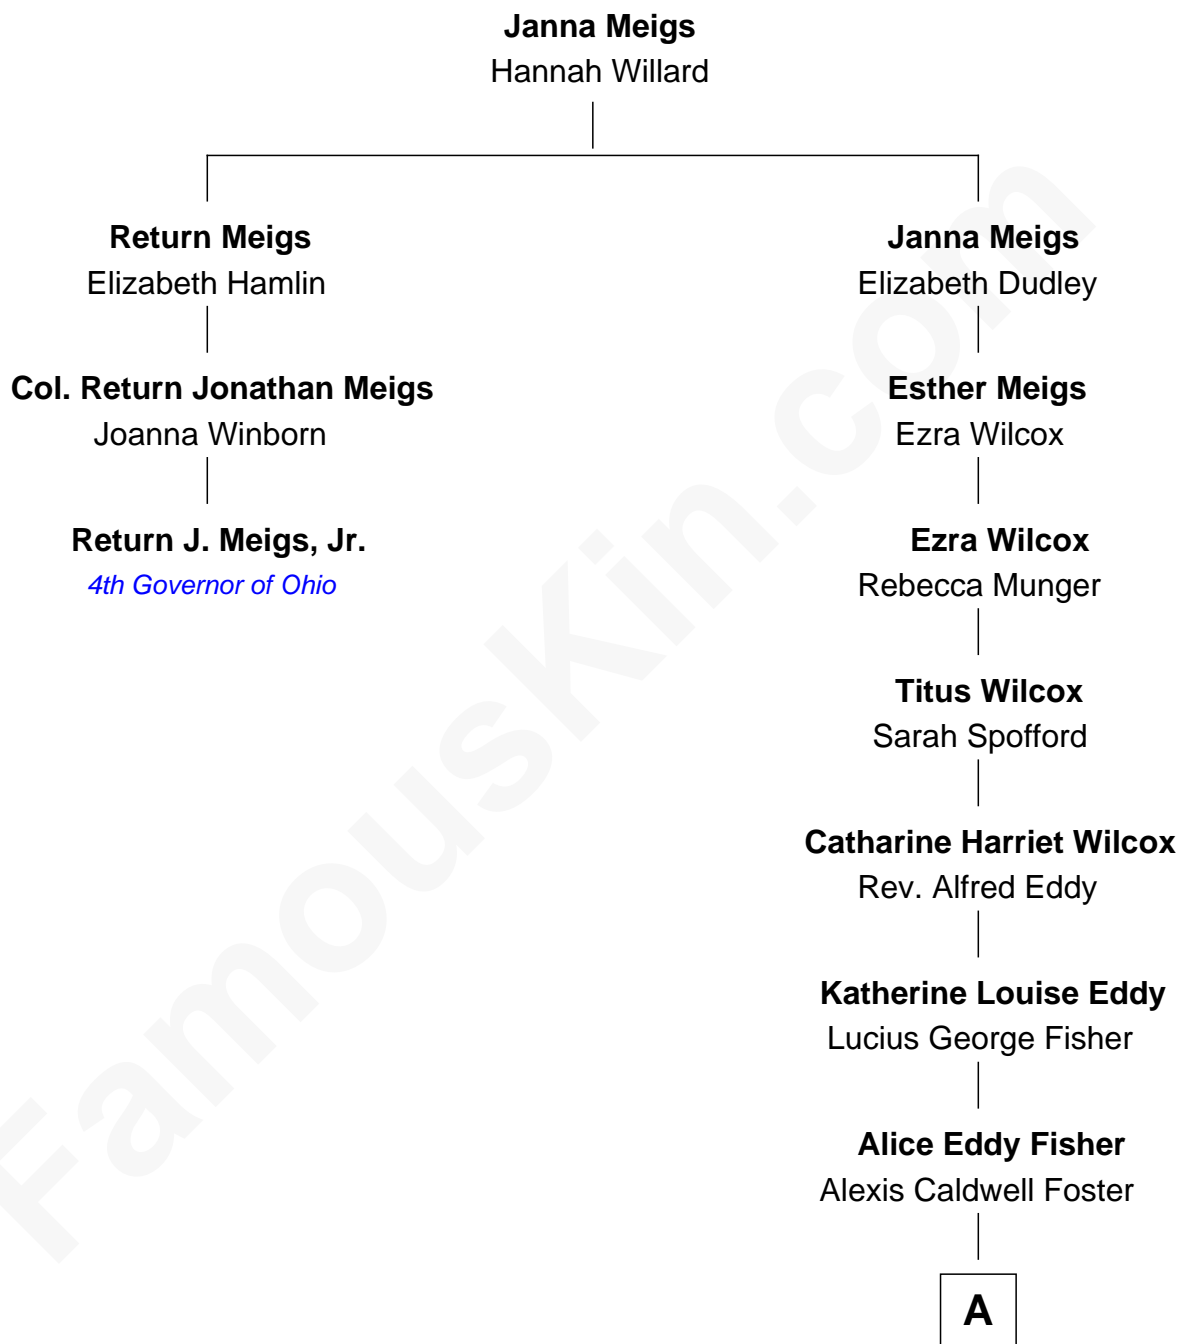 Janna Meigs
Hannah Willard
Return Meigs
Elizabeth Hamlin
Janna Meigs
Elizabeth Dudley
Col. Return Jonathan Meigs
Joanna Winborn
Esther Meigs
Ezra Wilcox
Return J. Meigs, Jr.
4th Governor of Ohio
Ezra Wilcox
Rebecca Munger
Titus Wilcox
Sarah Spofford
Catharine Harriet Wilcox
Rev. Alfred Eddy
Katherine Louise Eddy
Lucius George Fisher
Alice Eddy Fisher
Alexis Caldwell Foster
A
FamousKin.com